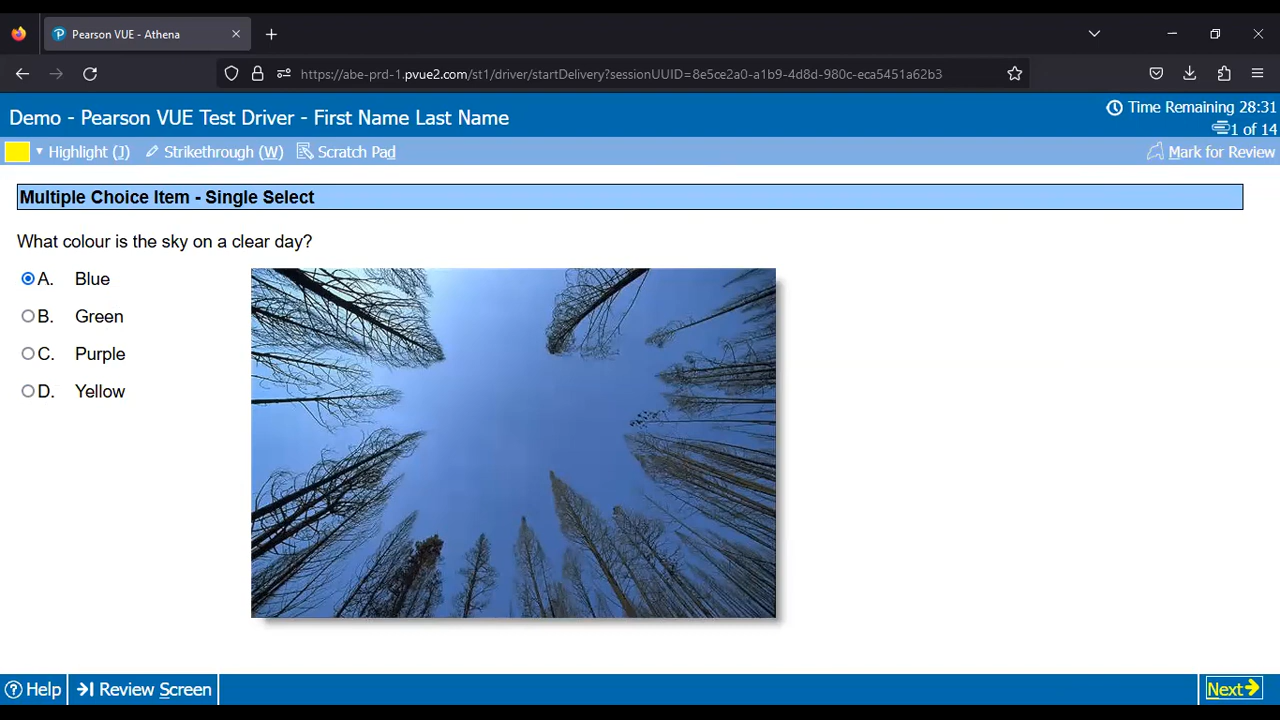 Pearson VUE - Athena
https://abe-prd-1.pvue2.com/st1/driver/startDelivery?sessionUUID=8e5ce2a0-a1b9-4d8d-980c-eca5451a62b3
Demo - Pearson VUE Test Driver - First Name Last Name
Time Remaining 28:31
1 of 14
Highlight (J) Strikethrough (W) Scratch Pad Mark for Review
Multiple Choice Item - Single Select
What colour is the sky on a clear day?
A. Blue
B. Green
C. Purple
D. Yellow
Help Review Screen Next